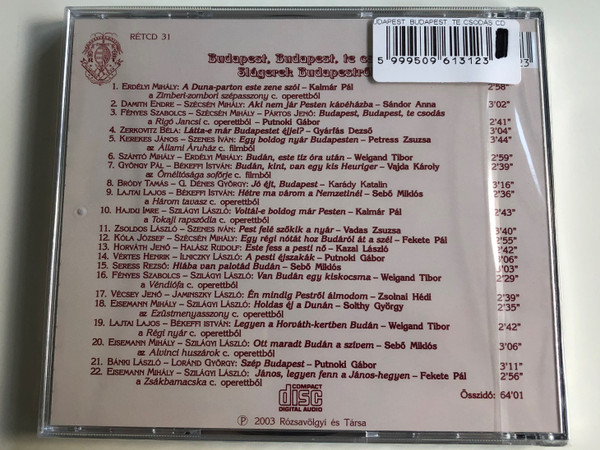 RÉTCD 31
UDAPEST BUDAPEST, TE CSODÁS CD
5 999509 613123
Budapest, Budapest, te
Slágerek Budapestről
1. Erdélyi Mihály: A Duna-parton este zene szól - Kalmár Pál 2'58"
a Zimberi-zombori szépasszony c. operettből
2. Damith Endre - Szécsén Mihály: Aki nem jár Pesten kávéházba - Sándor Anna 3'02"
3. Fényes Szabolcs - Szécsén Mihály - Pártos Jenő: Budapest, Budapest, te csodás
a Rigó Jancsi c. operettből - Putnoki Gábor 2'41"
4. Zerkovitz Béla: Látta-e már Budapestet éjjel? - Gyárfás Dezső 3'04"
5. Kerekes János - Szenes Iván: Egy boldog nyár Budapesten - Petress Zsuzsa 3'44"
az Állami Áruház c. filmből
6. Szántó Mihály - Erdélyi Mihály: Budán, este tíz óra után - Weigand Tibor 2'59"
7. Gyöngy Pál - Békeffi István: Budán, kint, van egy kis Heuriger - Vajda Károly 2'39"
az Őméltósága sofőrje c. filmből
8. Bródy Tamás - G. Dénes György: Jó éjt, Budapest - Karády Katalin 3'16"
9. Lajtai Lajos - Békeffi István: Hétre ma várom a Nemzetinél - Sebő Miklós 2'36"
a Három tavasz c. operettből
10. Hajdu Imre - Szilágyi László: Voltál-e boldog már Pesten - Kalmár Pál 2'43"
a Tokaji rapszódia c. operettből
11. Zsoldos László - Szenes Iván: Pest felé szökik a nyár - Vadas Zsuzsa 3'40"
12. Kóla József - Szécsén Mihály: Egy régi nótát hoz Budáról át a szél - Fekete Pál 2'55"
13. Horváth Jenő - Halász Rudolf: Este fess a pesti nő - Kazal László 2'42"
14. Vértes Henrik - Ilniczky László: A pesti éjszakák - Putnoki Gábor 3'06"
15. Seress Rezső: Hiába van palotád Budán - Sebő Miklós 3'03"
16. Fényes Szabolcs - Szilágyi László: Van Budán egy kiskocsma - Weigand Tibor 2'29"
a Vén diófa c. operettből
17. Vécsey Jenő - Jaminszky László: Én mindig Pestről álmodom - Zsolnai Hédi 2'39"
18. Eisemann Mihály - Szilágyi László: Holdas éj a Dunán - Solthy György 2'35"
az Ezüstmenyasszony c. operettből
19. Lajtai Lajos - Békeffi István: Legyen a Horváth-kertben Budán - Weigand Tibor 2'42"
a Régi nyár c. operettből
20. Eisemann Mihály - Szilágyi László: Ott maradt Budán a szívem - Sebő Miklós 3'06"
az Alvinci huszárok c. operettből
21. Bánki László - Loránd György: Szép Budapest - Putnoki Gábor 3'11"
22. Eisemann Mihály - Szilágyi László: János, legyen fenn a János-hegyen - Fekete Pál 2'56"
a Zsákbamacska c. operettből
Összidő: 64'01
COMPACT
disc
DIGITAL AUDIO
Ⓟ 2003 Rózsavölgyi és Társa